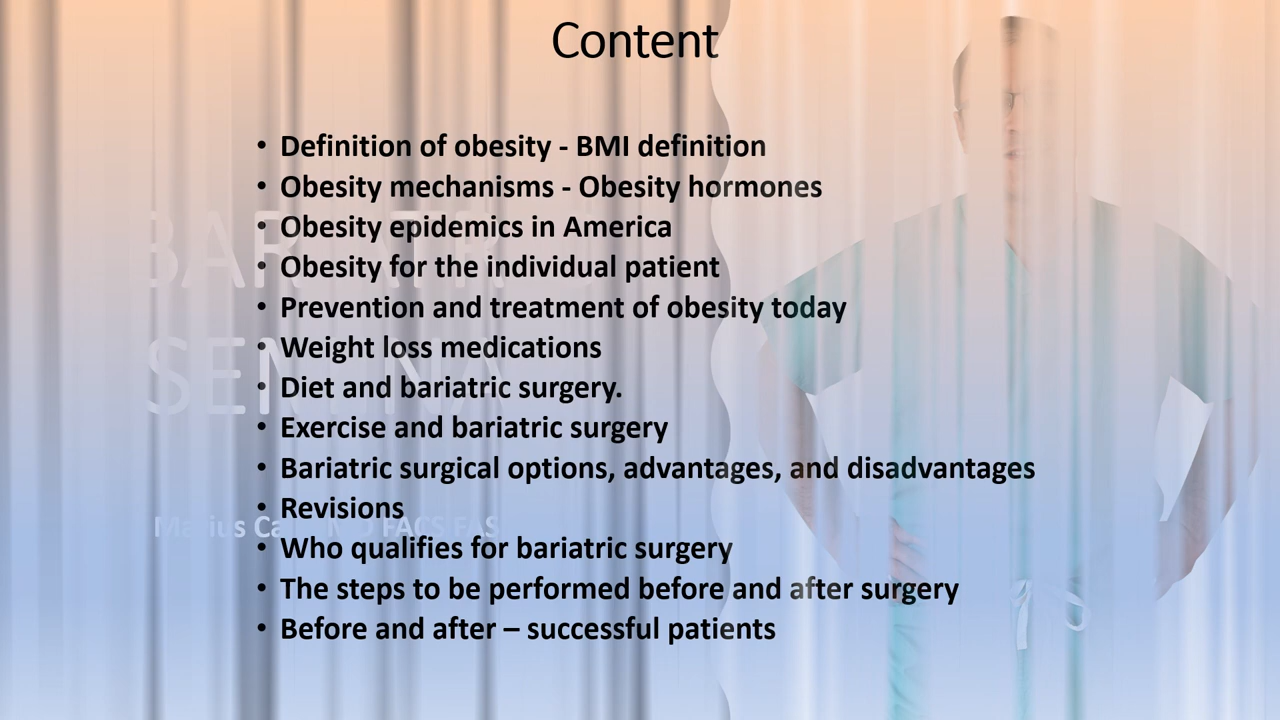 Content
• Definition of obesity - BMI definition
• Obesity mechanisms - Obesity hormones
• Obesity epidemics in America
• Obesity for the individual patient
• Prevention and treatment of obesity today
• Weight loss medications
• Diet and bariatric surgery.
• Exercise and bariatric surgery
• Bariatric surgical options, advantages, and disadvantages
• Revisions
• Who qualifies for bariatric surgery
• The steps to be performed before and after surgery
• Before and after – successful patients